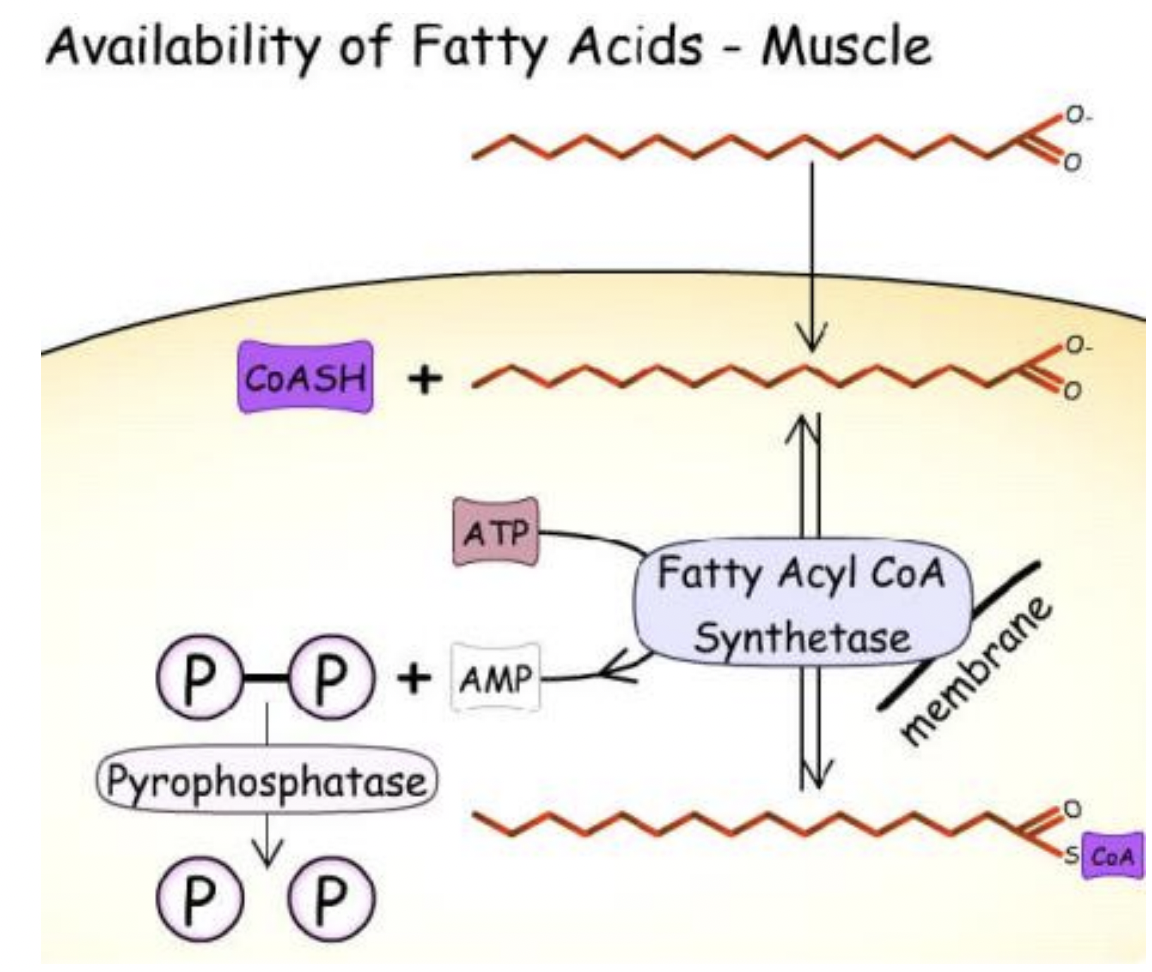 Availability of Fatty Acids - Muscle
O-
O
CoASH + O-
O
ATP
Fatty Acyl CoA
Synthetase
membrane
P P + AMP
Pyrophosphatase
O
S CoA
P P